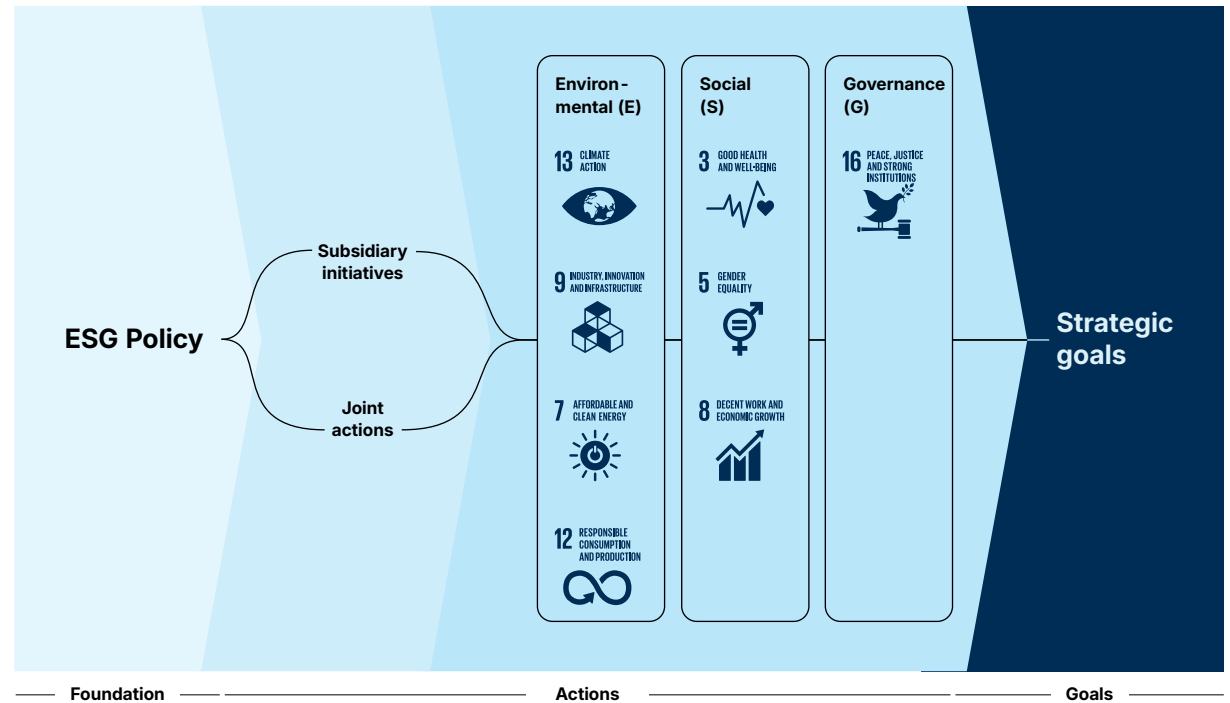 ESG Policy
Subsidiary
initiatives
Joint
actions
Environ-
mental (E)
13 CLIMATE
ACTION
9 INDUSTRY, INNOVATION
AND INFRASTRUCTURE
7 AFFORDABLE AND
CLEAN ENERGY
12 RESPONSIBLE
CONSUMPTION
AND PRODUCTION
Social
(S)
3 GOOD HEALTH
AND WELL-BEING
5 GENDER
EQUALITY
8 DECENT WORK AND
ECONOMIC GROWTH
Governance
(G)
16 PEACE, JUSTICE
AND STRONG
INSTITUTIONS
Strategic
goals
Foundation
Actions
Goals